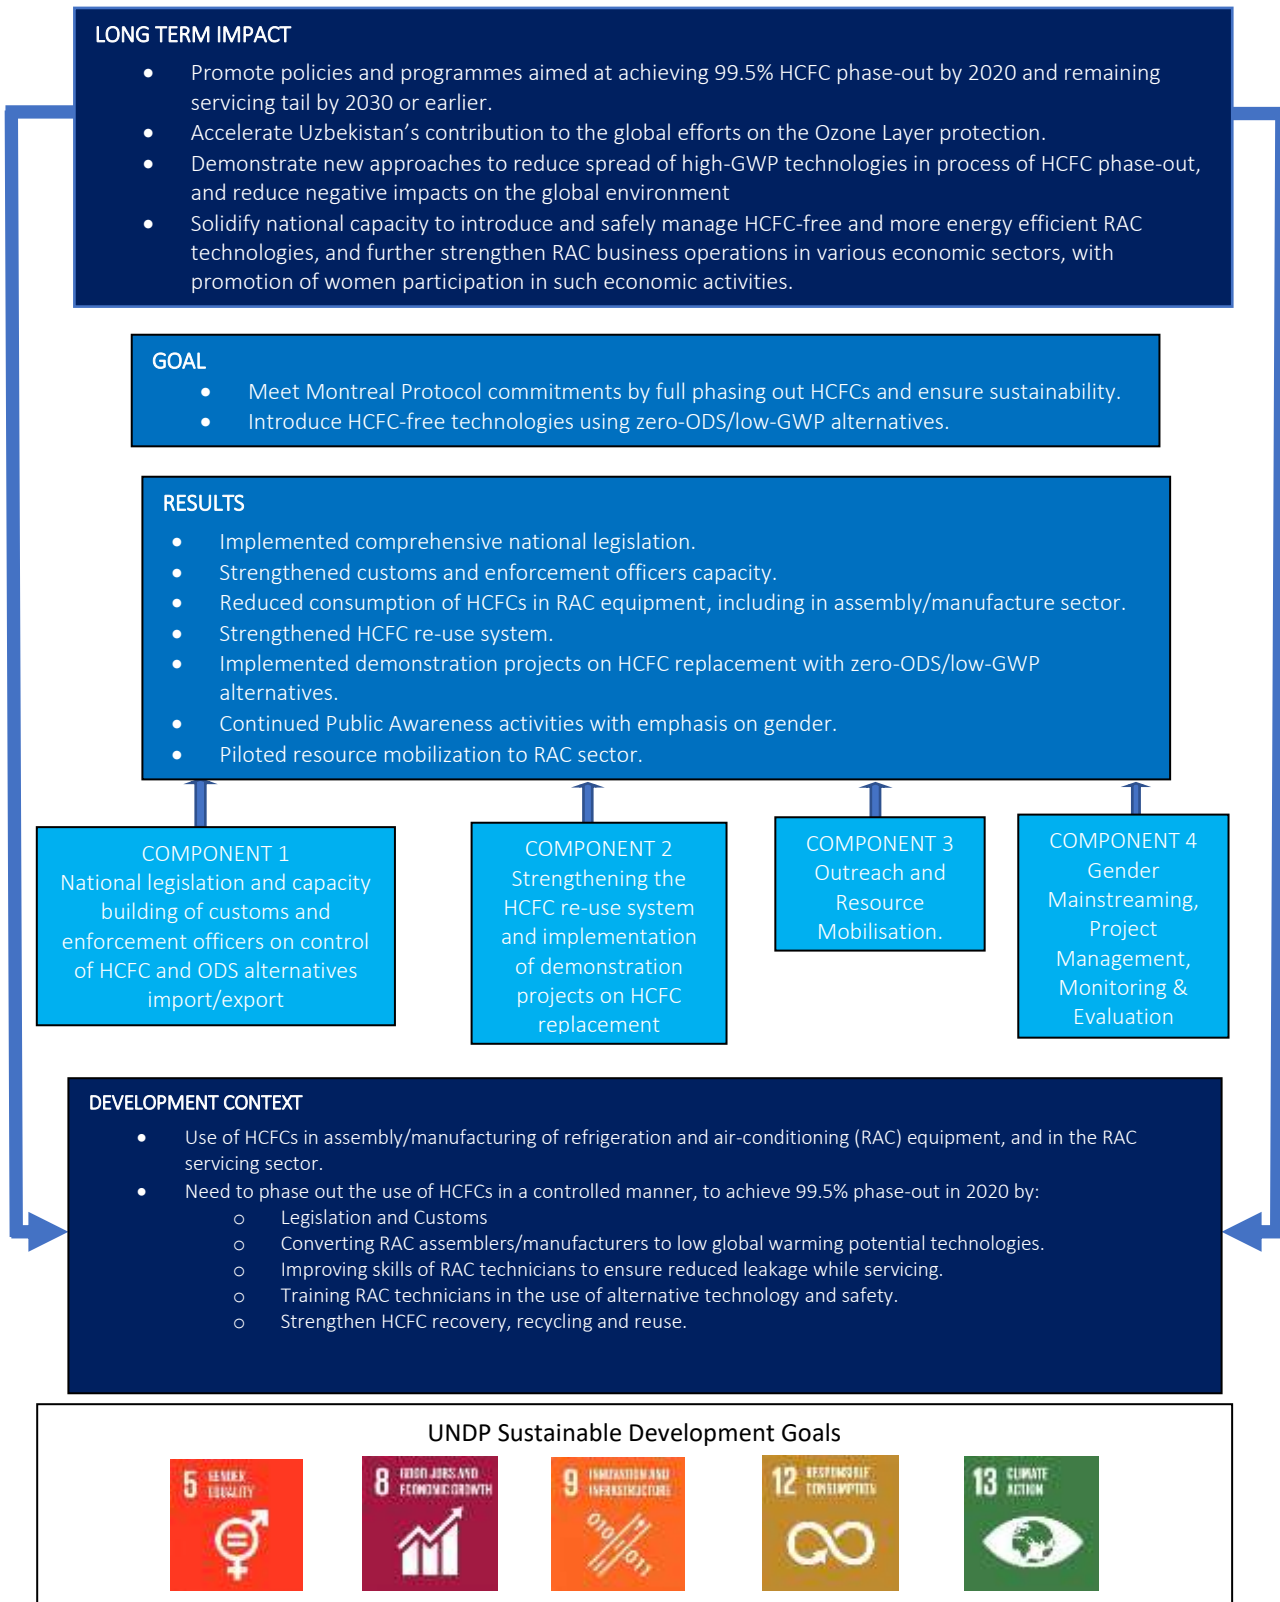 LONG TERM IMPACT
• Promote policies and programmes aimed at achieving 99.5% HCFC phase-out by 2020 and remaining
servicing tail by 2030 or earlier.
• Accelerate Uzbekistan’s contribution to the global efforts on the Ozone Layer protection.
• Demonstrate new approaches to reduce spread of high-GWP technologies in process of HCFC phase-out,
and reduce negative impacts on the global environment
• Solidify national capacity to introduce and safely manage HCFC-free and more energy efficient RAC
technologies, and further strengthen RAC business operations in various economic sectors, with
promotion of women participation in such economic activities.
GOAL
• Meet Montreal Protocol commitments by full phasing out HCFCs and ensure sustainability.
• Introduce HCFC-free technologies using zero-ODS/low-GWP alternatives.
RESULTS
• Implemented comprehensive national legislation.
• Strengthened customs and enforcement officers capacity.
• Reduced consumption of HCFCs in RAC equipment, including in assembly/manufacture sector.
• Strengthened HCFC re-use system.
• Implemented demonstration projects on HCFC replacement with zero-ODS/low-GWP
alternatives.
• Continued Public Awareness activities with emphasis on gender.
• Piloted resource mobilization to RAC sector.
COMPONENT 1
National legislation and capacity
building of customs and
enforcement officers on control
of HCFC and ODS alternatives
import/export
COMPONENT 2
Strengthening the
HCFC re-use system
and implementation
of demonstration
projects on HCFC
replacement
COMPONENT 3
Outreach and
Resource
Mobilisation.
COMPONENT 4
Gender
Mainstreaming,
Project
Management,
Monitoring &
Evaluation
DEVELOPMENT CONTEXT
• Use of HCFCs in assembly/manufacturing of refrigeration and air-conditioning (RAC) equipment, and in the RAC
servicing sector.
• Need to phase out the use of HCFCs in a controlled manner, to achieve 99.5% phase-out in 2020 by:
o Legislation and Customs
o Converting RAC assemblers/manufacturers to low global warming potential technologies.
o Improving skills of RAC technicians to ensure reduced leakage while servicing.
o Training RAC technicians in the use of alternative technology and safety.
o Strengthen HCFC recovery, recycling and reuse.
UNDP Sustainable Development Goals
5 GENDER
EQUALITY
8 GOOD JOBS AND
ECONOMIC GROWTH
9 INNOVATION AND
INFRASTRUCTURE
12 RESPONSIBLE
CONSUMPTION
13 CLIMATE
ACTION